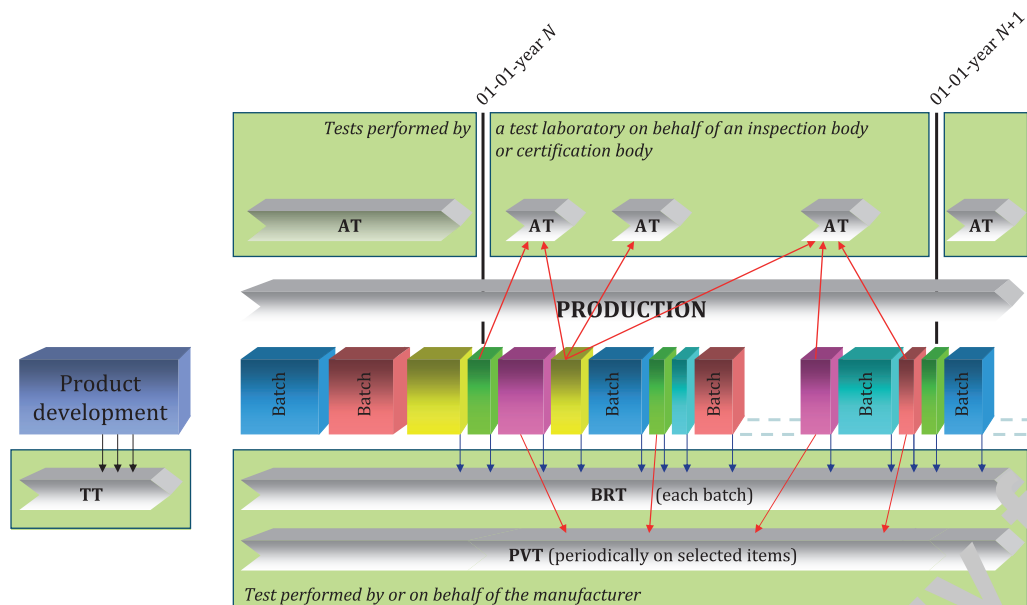 01-01-year N
01-01-year N+1
Tests performed by
a test laboratory on behalf of an inspection body
or certification body
AT
AT
AT
AT
AT
PRODUCTION
Product
development
Batch
Batch
Batch
Batch
Batch
Batch
TT
BRT (each batch)
PVT (periodically on selected items)
Test performed by or on behalf of the manufacturer